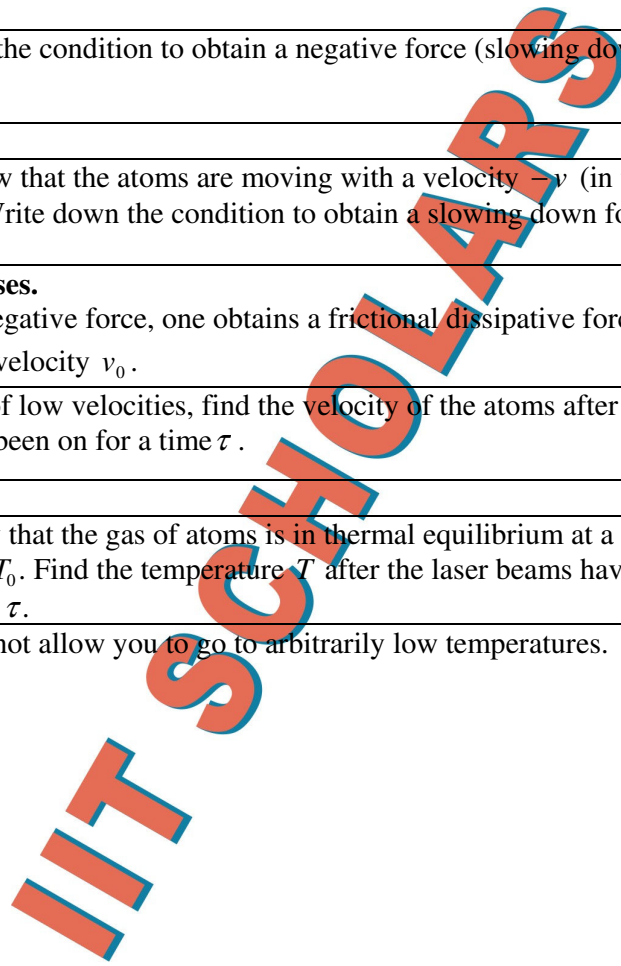 the condition to obtain a negative force (slowing dow
w that the atoms are moving with a velocity −v (in
Write down the condition to obtain a slowing down fo
ses.
egative force, one obtains a frictional dissipative forc
velocity v₀.
of low velocities, find the velocity of the atoms after
been on for a time τ.
that the gas of atoms is in thermal equilibrium at a
T₀. Find the temperature T after the laser beams hav
τ.
not allow you to go to arbitrarily low temperatures.
IIT SCHOLARS